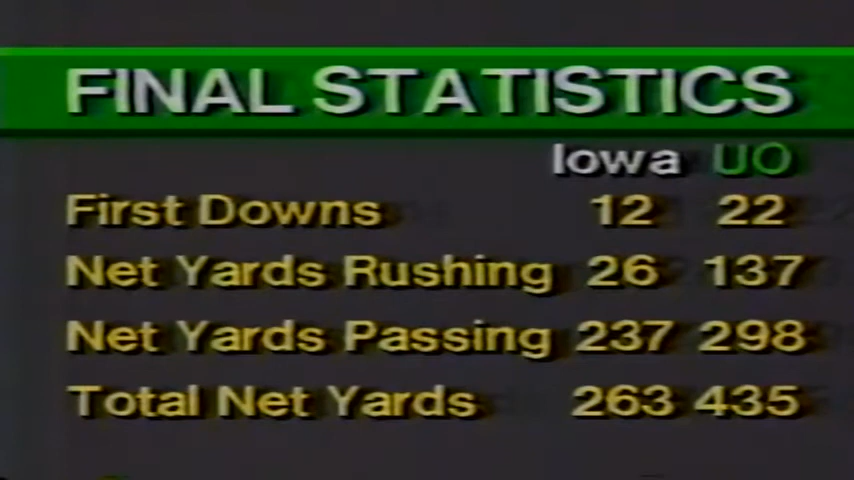 FINAL STATISTICS
Iowa UO
First Downs 12 22
Net Yards Rushing 26 137
Net Yards Passing 237 298
Total Net Yards 263 435